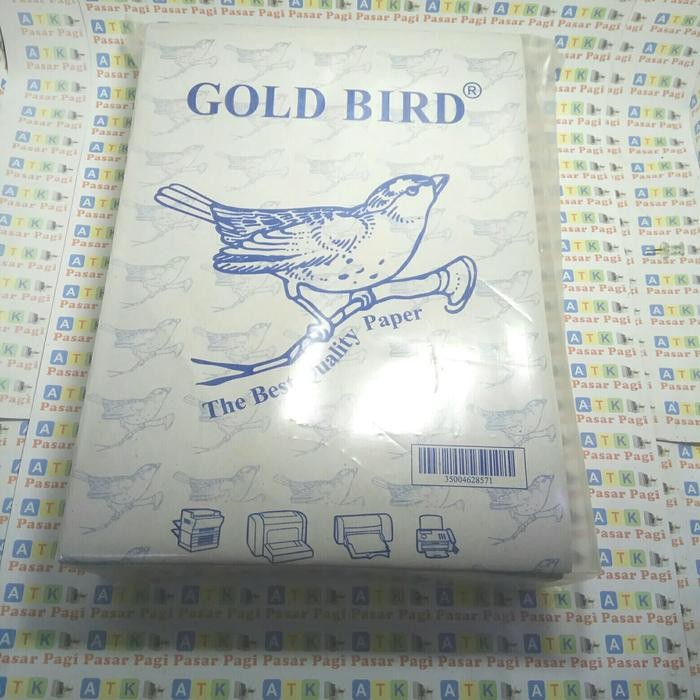 GOLD BIRD®
The Best Quality Paper
35004628571
ATK
Pasar Pagi